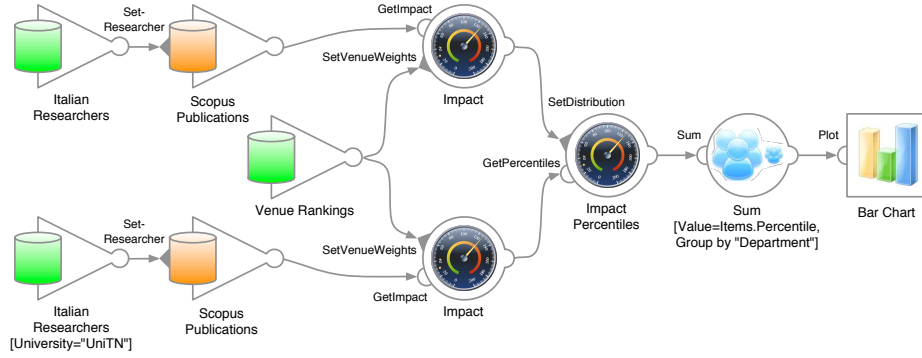 Set-
Researcher
GetImpact
SetVenueWeights
Italian
Researchers
Scopus
Publications
Impact
SetDistribution
GetPercentiles
Sum
Plot
Venue Rankings
Impact
Percentiles
Sum
[Value=Items.Percentile,
Group by "Department"]
Bar Chart
Set-
Researcher
SetVenueWeights
GetImpact
Italian
Researchers
[University="UniTN"]
Scopus
Publications
Impact